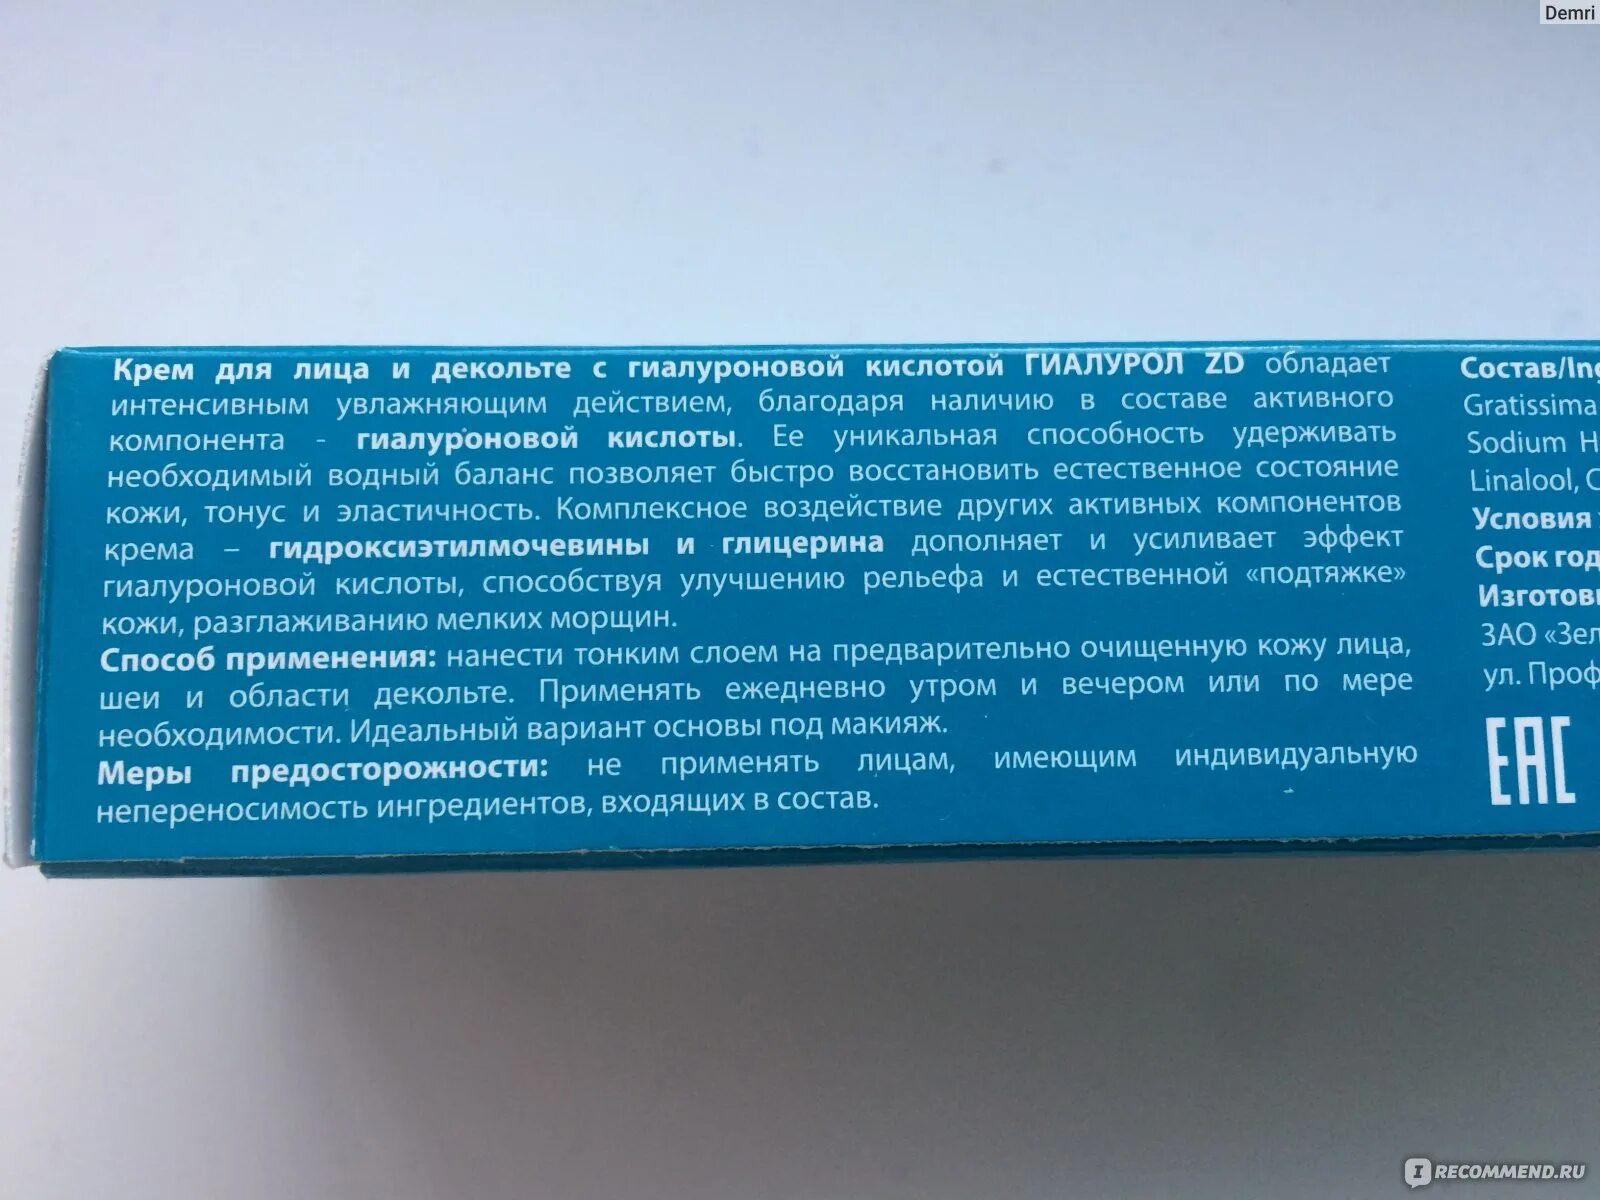 Demri
Крем для лица и декольте с гиалуроновой кислотой ГИАЛУРОЛ ZD обладает
интенсивным увлажняющим действием, благодаря наличию в составе активного
компонента - гиалуроновой кислоты. Ее уникальная способность удерживать
необходимый водный баланс позволяет быстро восстановить естественное состояние
кожи, тонус и эластичность. Комплексное воздействие других активных компонентов
крема – гидроксиэтилмочевины и глицерина дополняет и усиливает эффект
гиалуроновой кислоты, способствуя улучшению рельефа и естественной «подтяжке»
кожи, разглаживанию мелких морщин.
Способ применения: нанести тонким слоем на предварительно очищенную кожу лица,
шеи и области декольте. Применять ежедневно утром и вечером или по мере
необходимости. Идеальный вариант основы под макияж.
Меры предосторожности: не применять лицам, имеющим индивидуальную
непереносимость ингредиентов, входящих в состав.
Состав/Ing
Gratissima
Sodium H
Linalool, C
Условия
Срок год
Изготов
ЗАО «Зел
ул. Проф
EAC
IRECOMMEND.RU